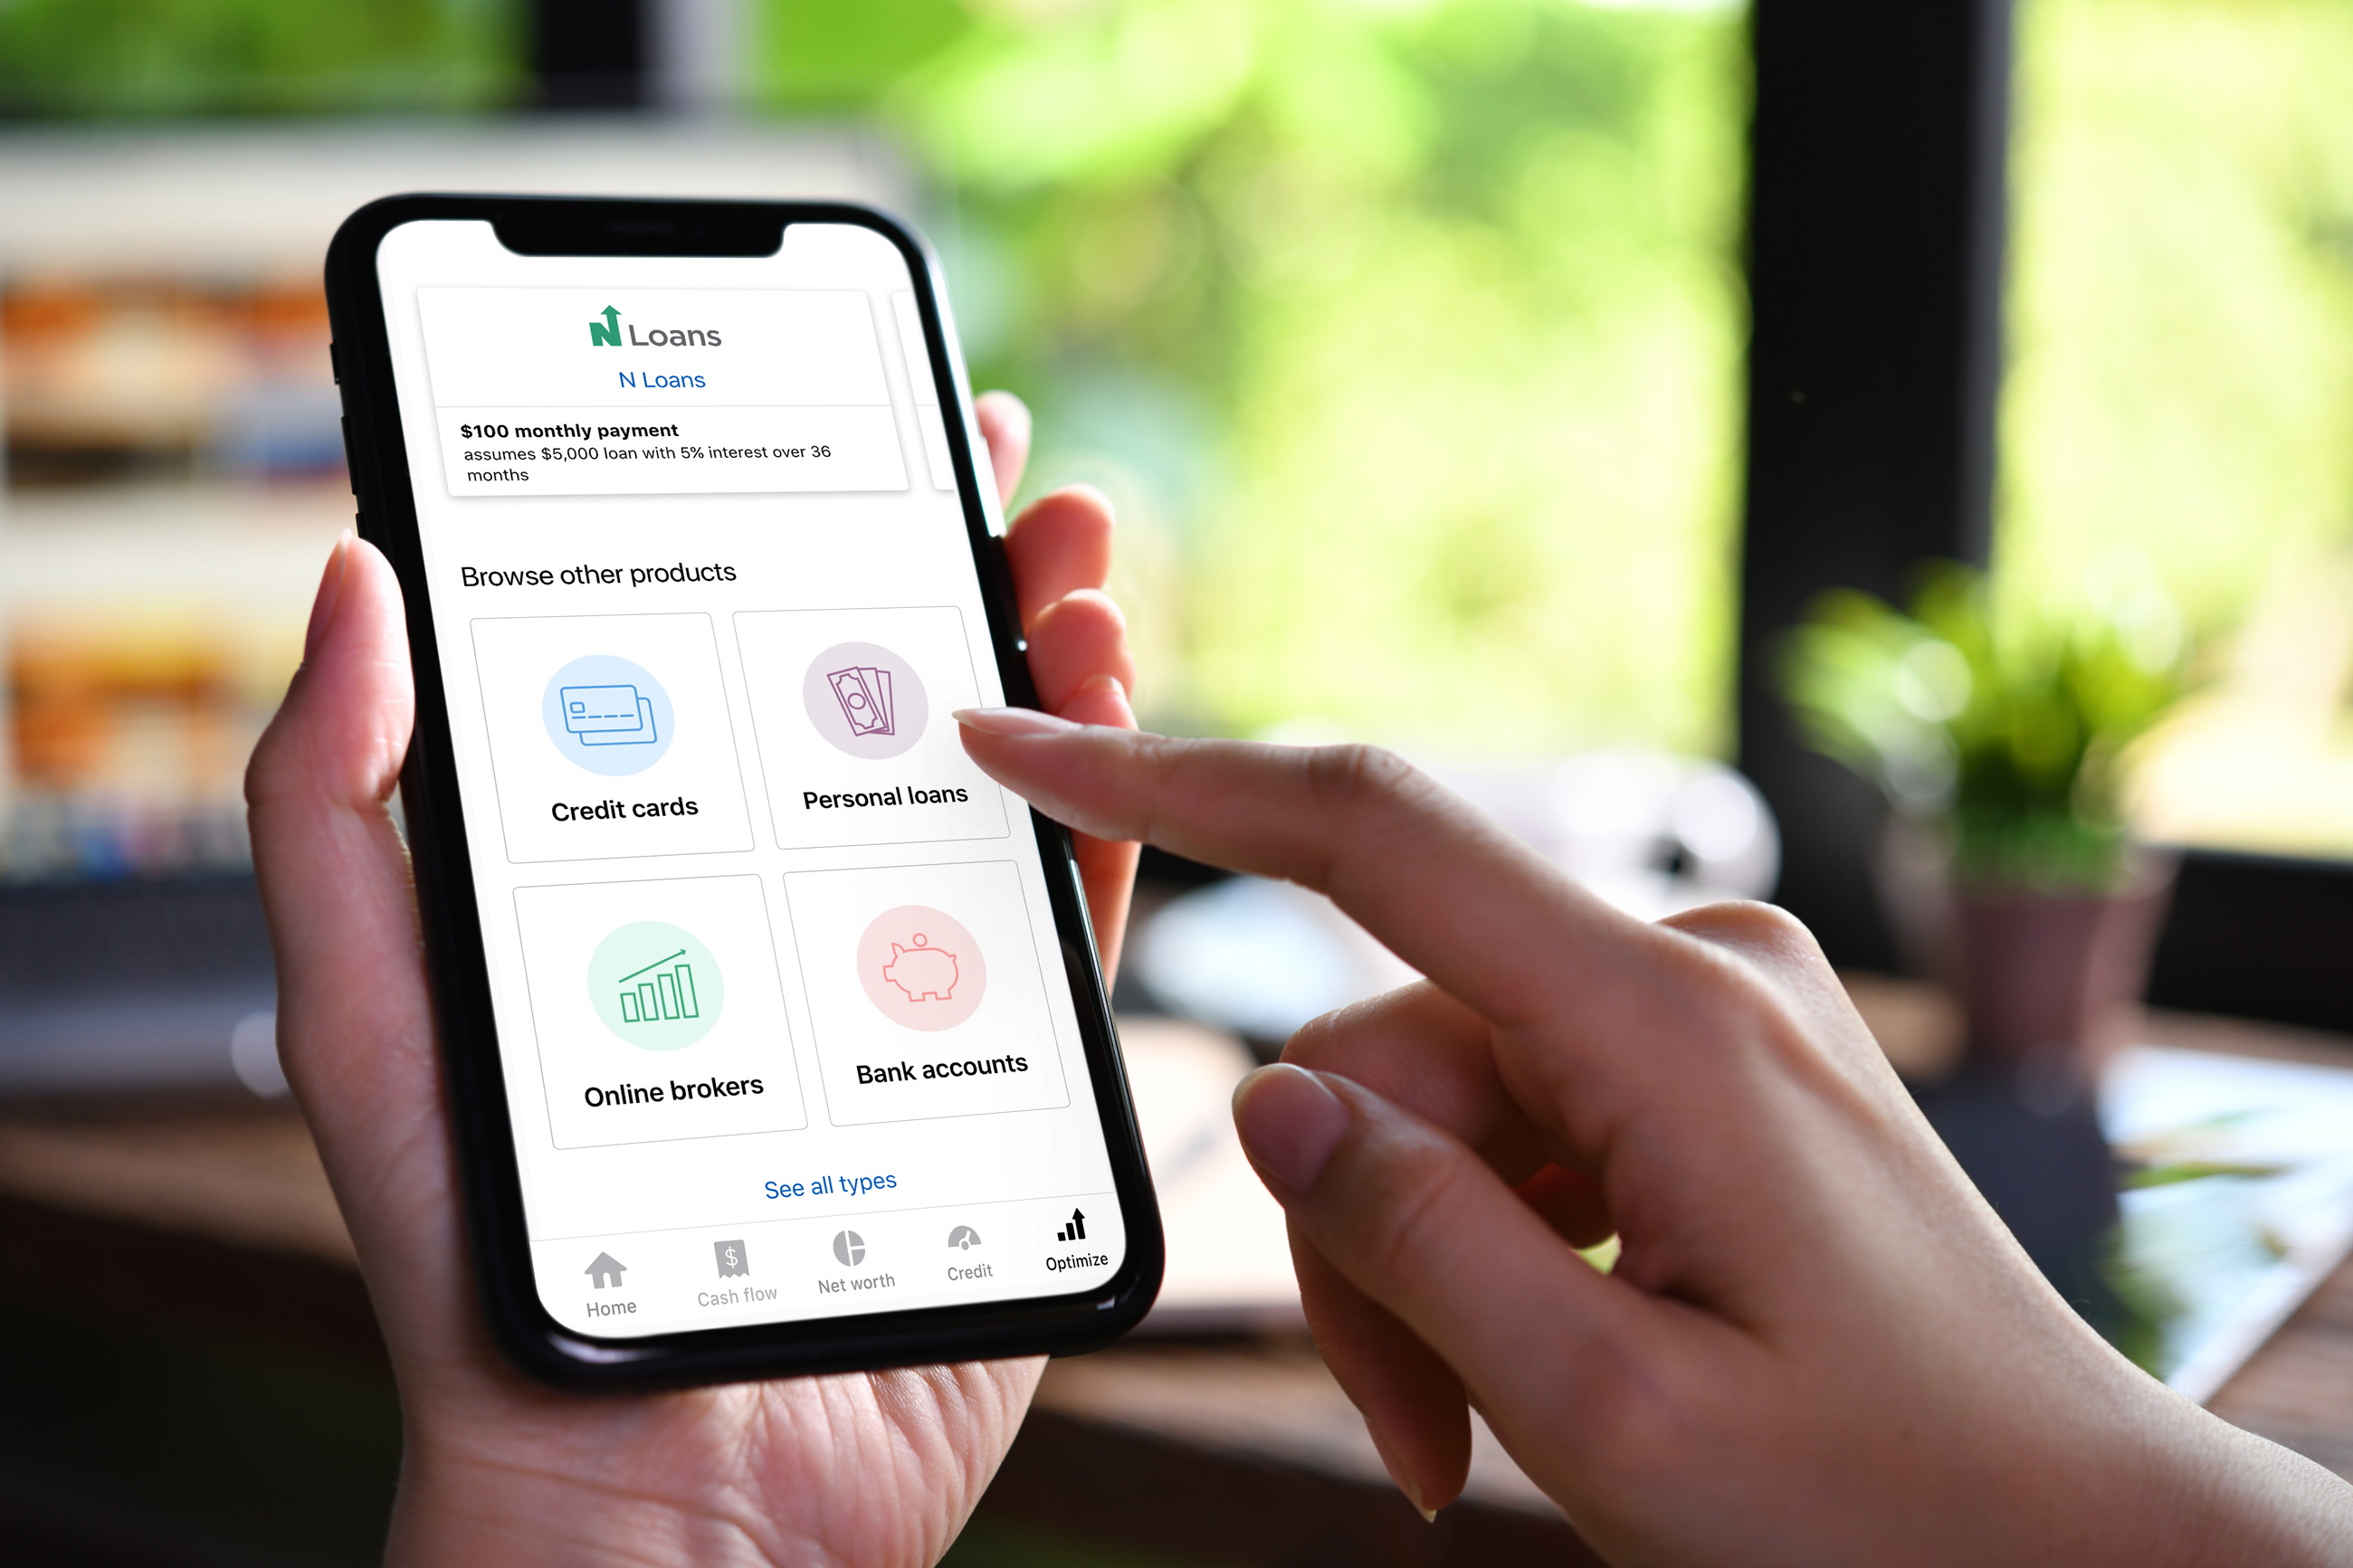 N Loans
N Loans
$100 monthly payment
assumes $5,000 loan with 5% interest over 36
months
Browse other products
Credit cards
Personal loans
Online brokers
Bank accounts
See all types
Home
Cash flow
Net worth
Credit
Optimize